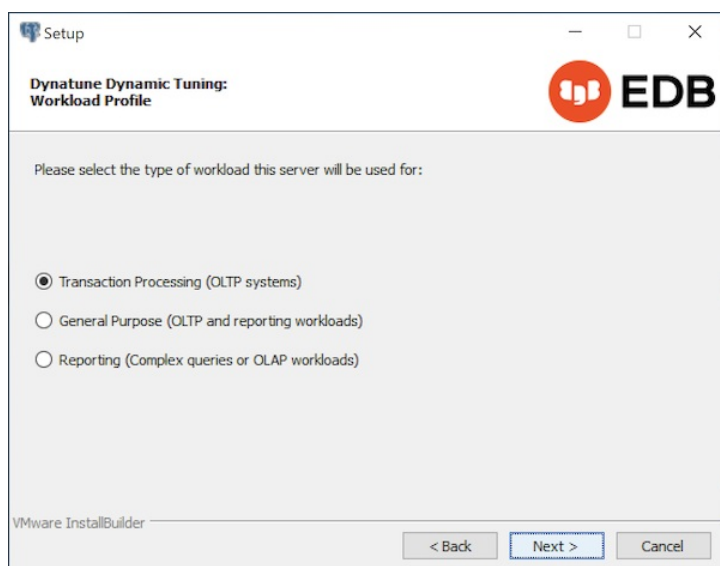 Setup
Dynatune Dynamic Tuning:
Workload Profile
EDB
Please select the type of workload this server will be used for:
Transaction Processing (OLTP systems)
General Purpose (OLTP and reporting workloads)
Reporting (Complex queries or OLAP workloads)
VMware InstallBuilder
< Back
Next >
Cancel